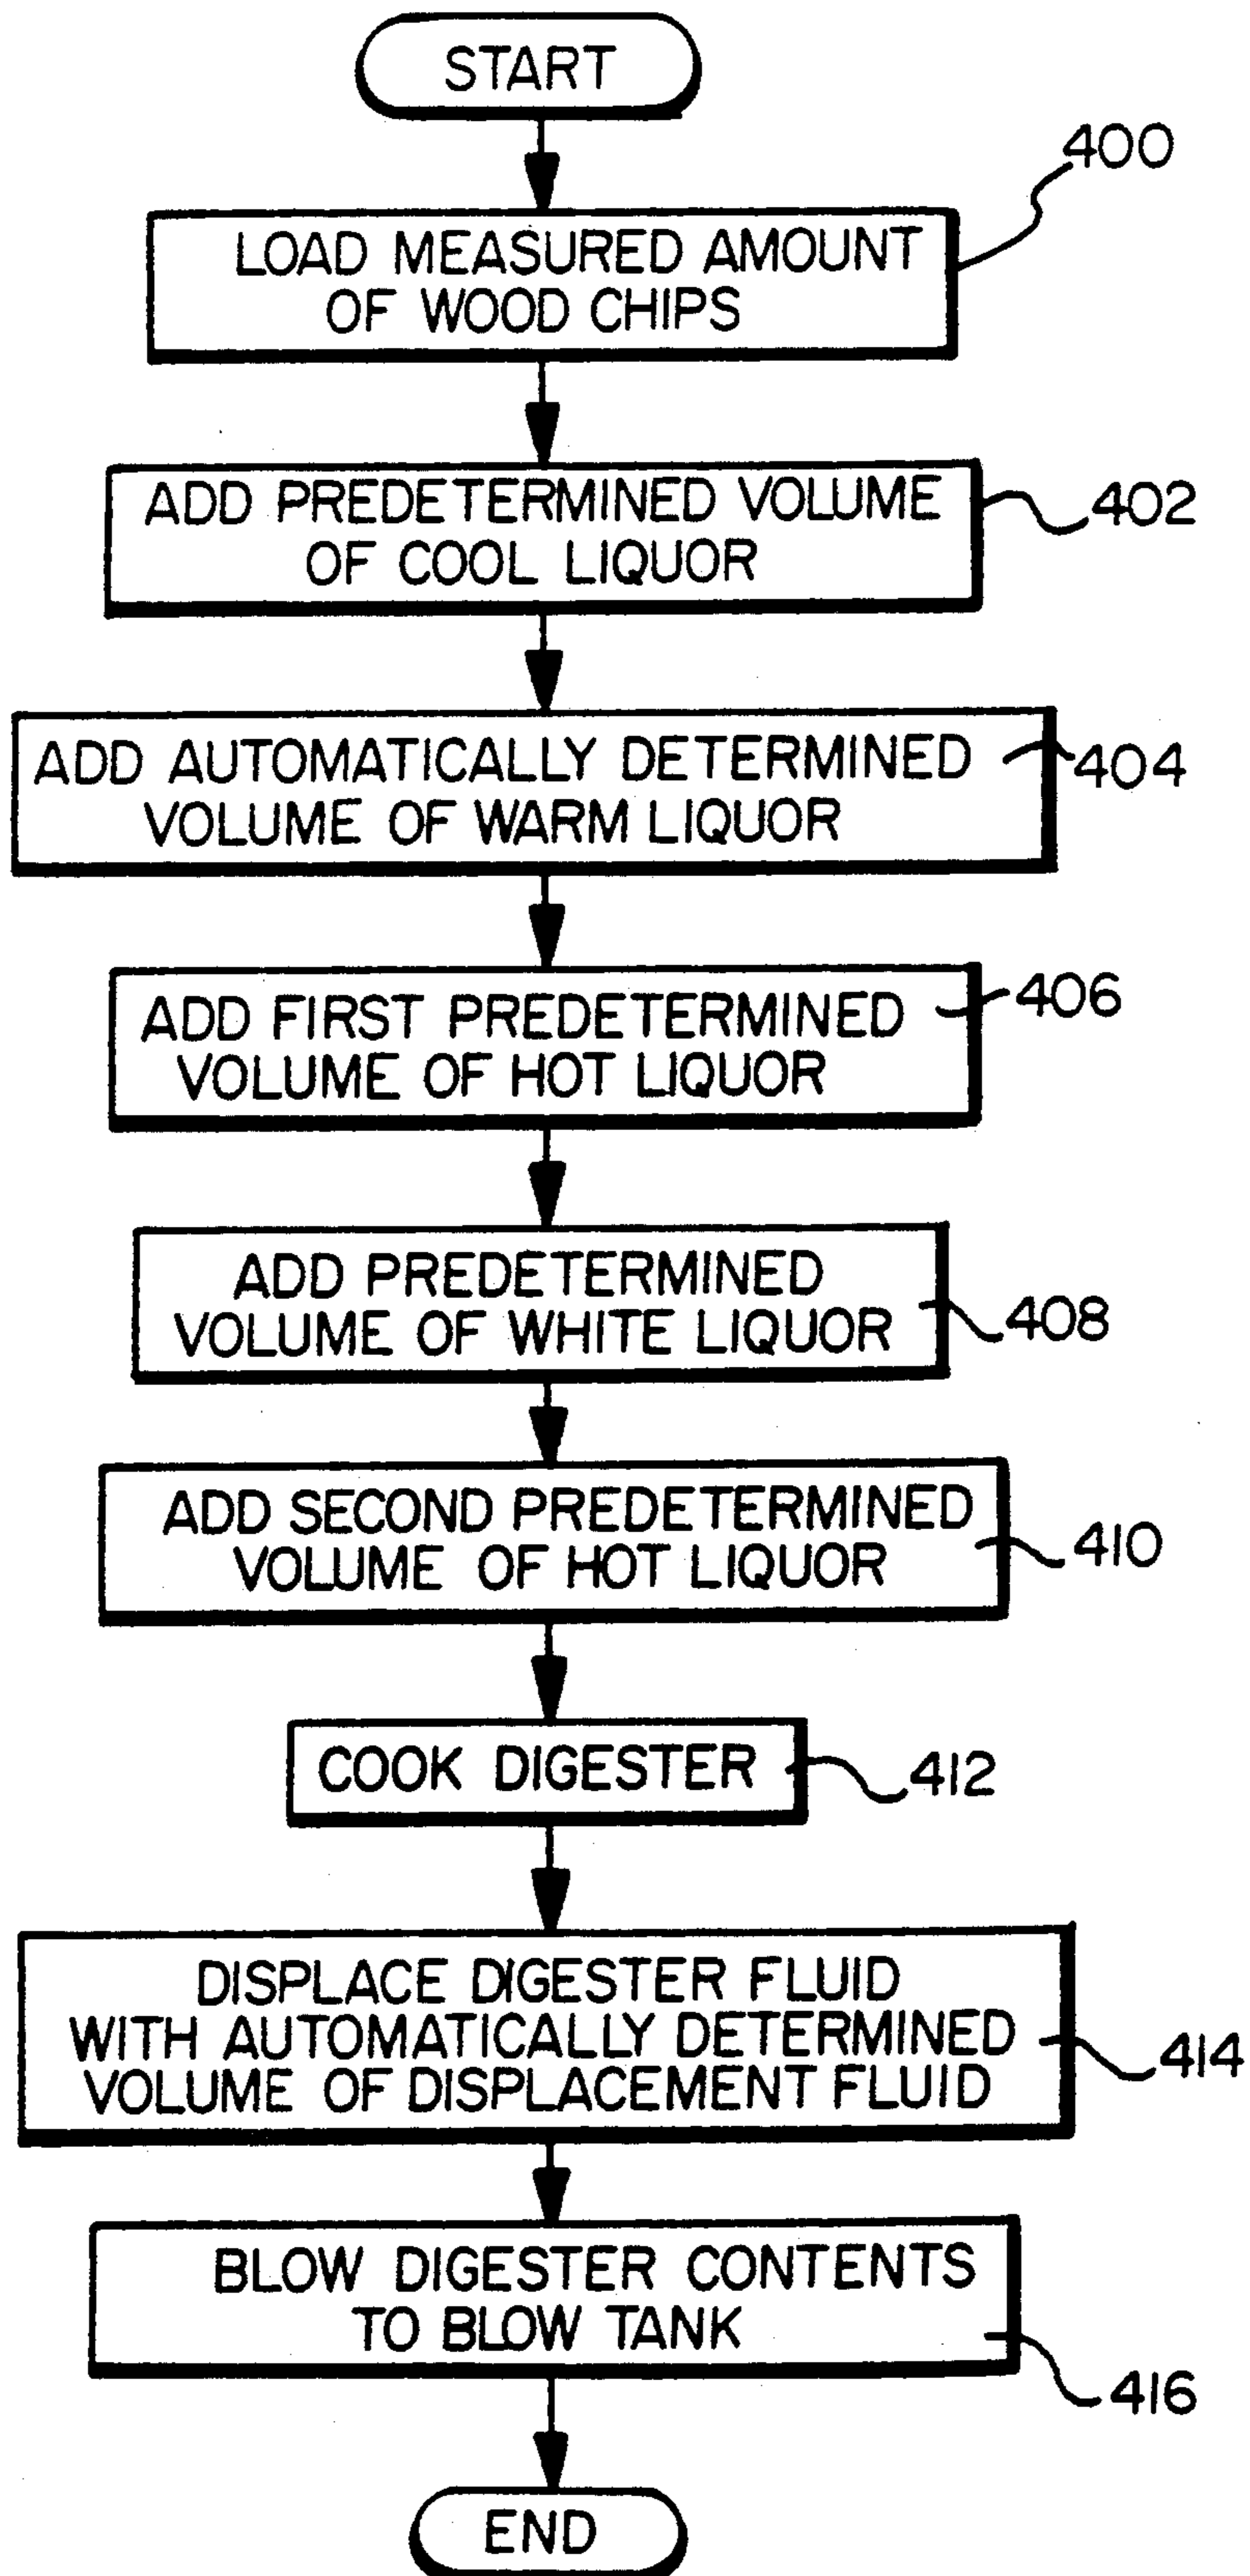 START
400
LOAD MEASURED AMOUNT
OF WOOD CHIPS
ADD PREDETERMINED VOLUME
OF COOL LIQUOR
402
ADD AUTOMATICALLY DETERMINED
VOLUME OF WARM LIQUOR
404
ADD FIRST PREDETERMINED
VOLUME OF HOT LIQUOR
406
ADD PREDETERMINED
VOLUME OF WHITE LIQUOR
408
ADD SECOND PREDETERMINED
VOLUME OF HOT LIQUOR
410
COOK DIGESTER
412
DISPLACE DIGESTER FLUID
WITH AUTOMATICALLY DETERMINED
VOLUME OF DISPLACEMENT FLUID
414
BLOW DIGESTER CONTENTS
TO BLOW TANK
416
END